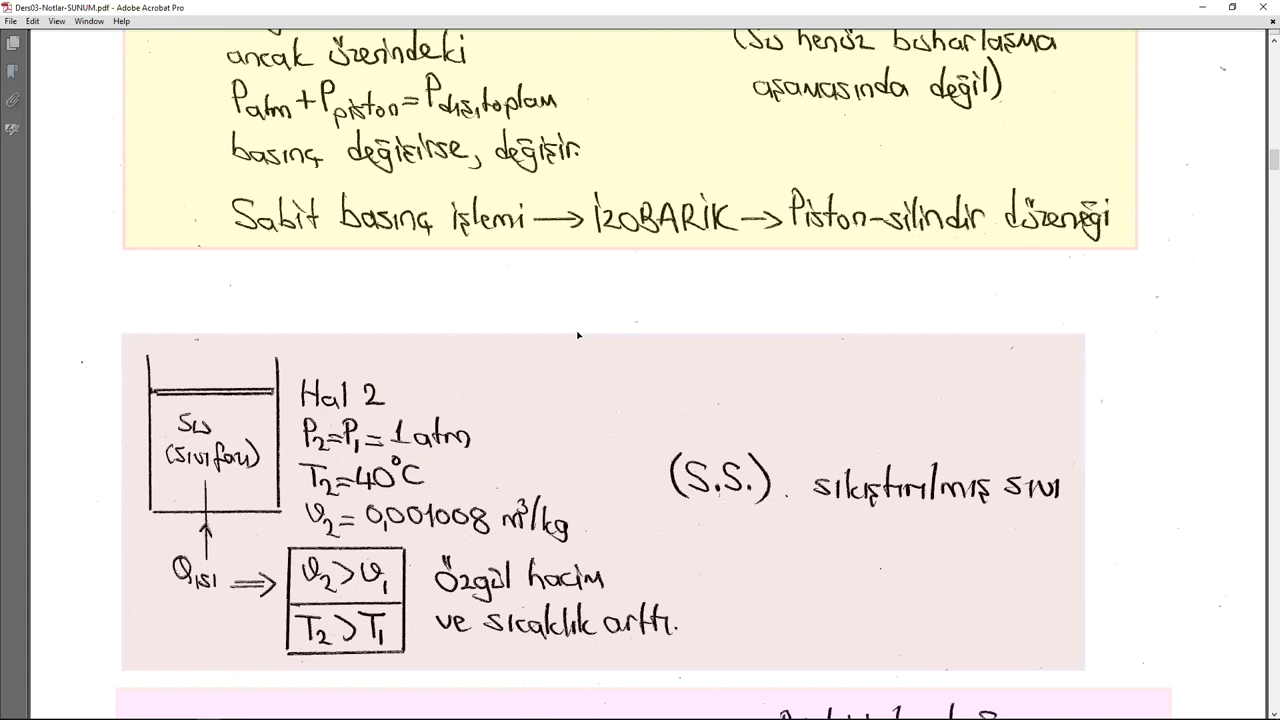 Ders03-Notlar-SUNUM.pdf - Adobe Acrobat Pro
File Edit View Window Help
ancak üzerindeki
Patm+Ppiston=Pdış,toplam
basınç değişirse, değişir.
(Su henüz buharlaşma
aşamasında değil)
Sabit basınç işlemi → İZOBARİK → Piston-silindir düzeneği
Su
(sıvı fazı)
Qısı ⇒
Hal 2
P₂=P₁=1 atm
T₂=40°C
υ₂=0,001008 m³/kg
υ₂>υ₁
T₂>T₁
Özgül hacim
ve sıcaklık arttı.
(S.S.). sıkıştırılmış sıvı